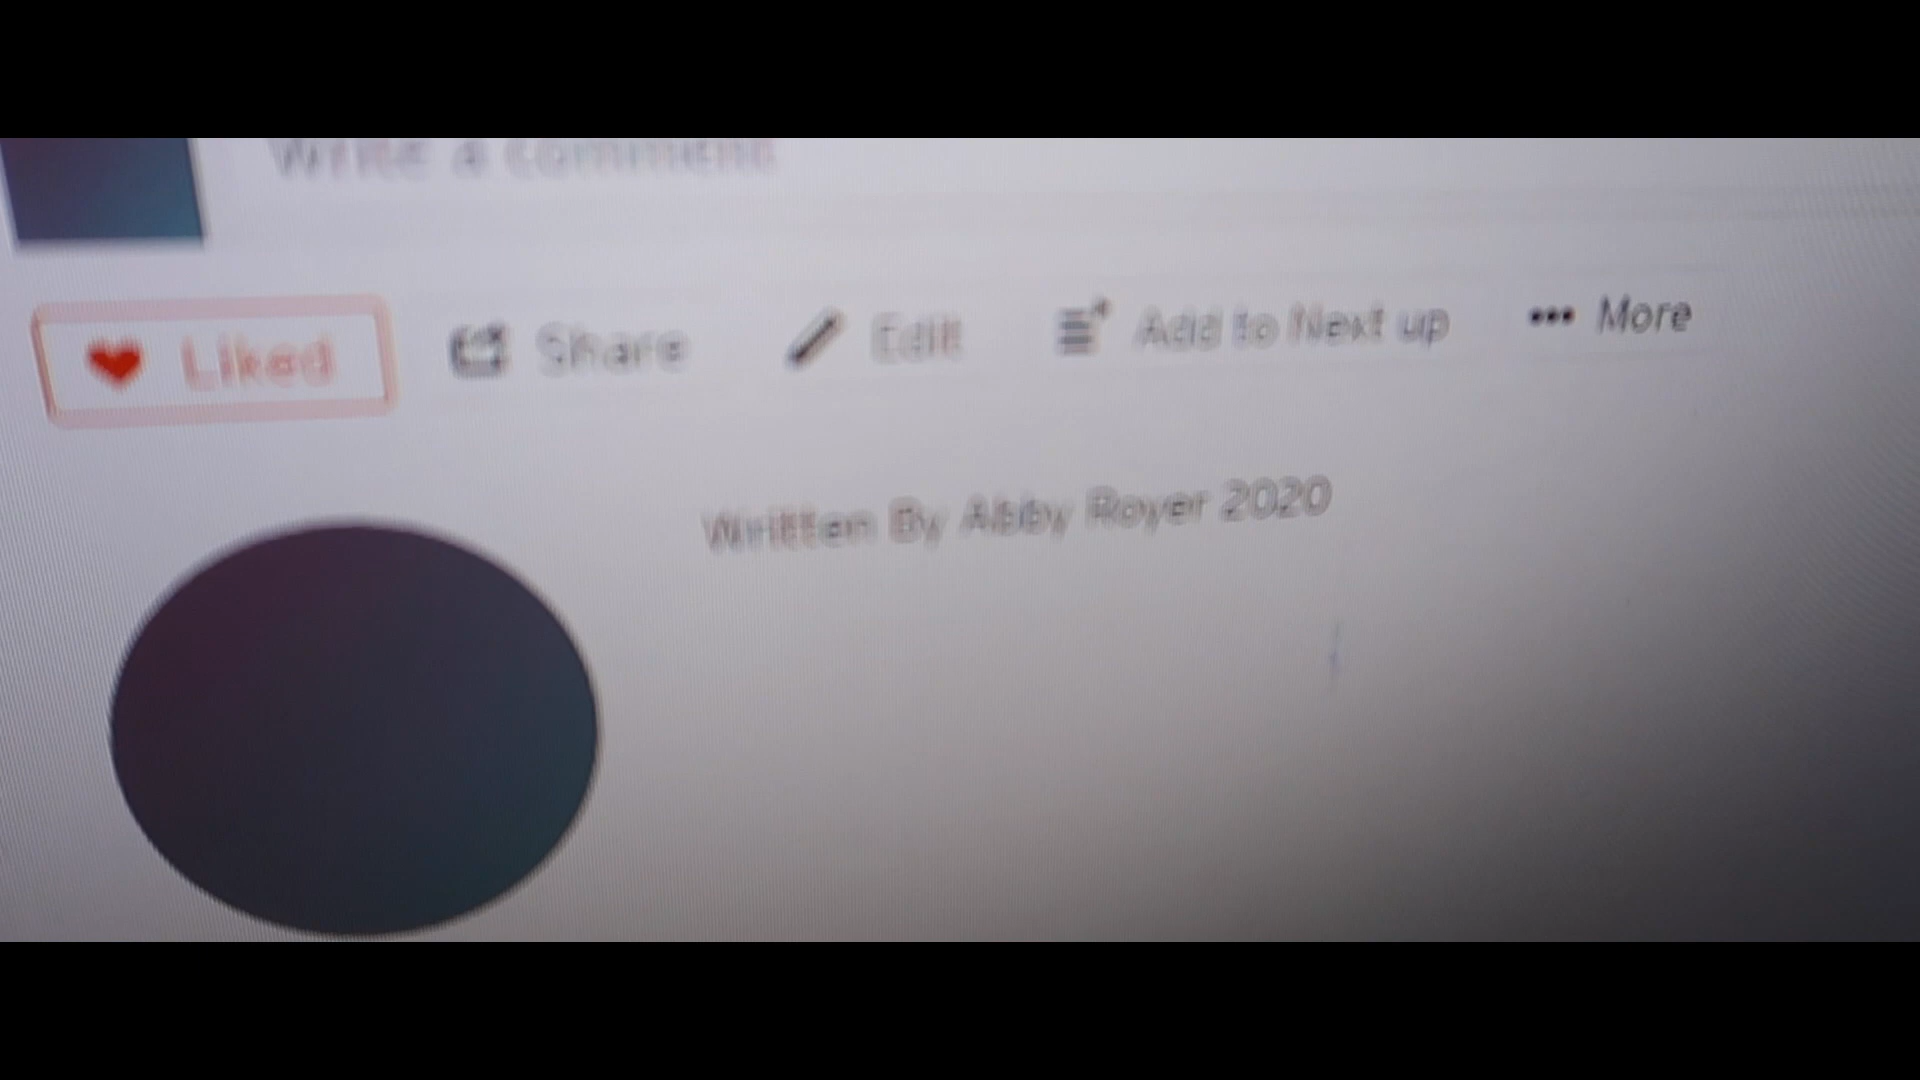 Write a comment
Liked Share Edit Add to Next up ••• More
Written By Abby Royer 2020